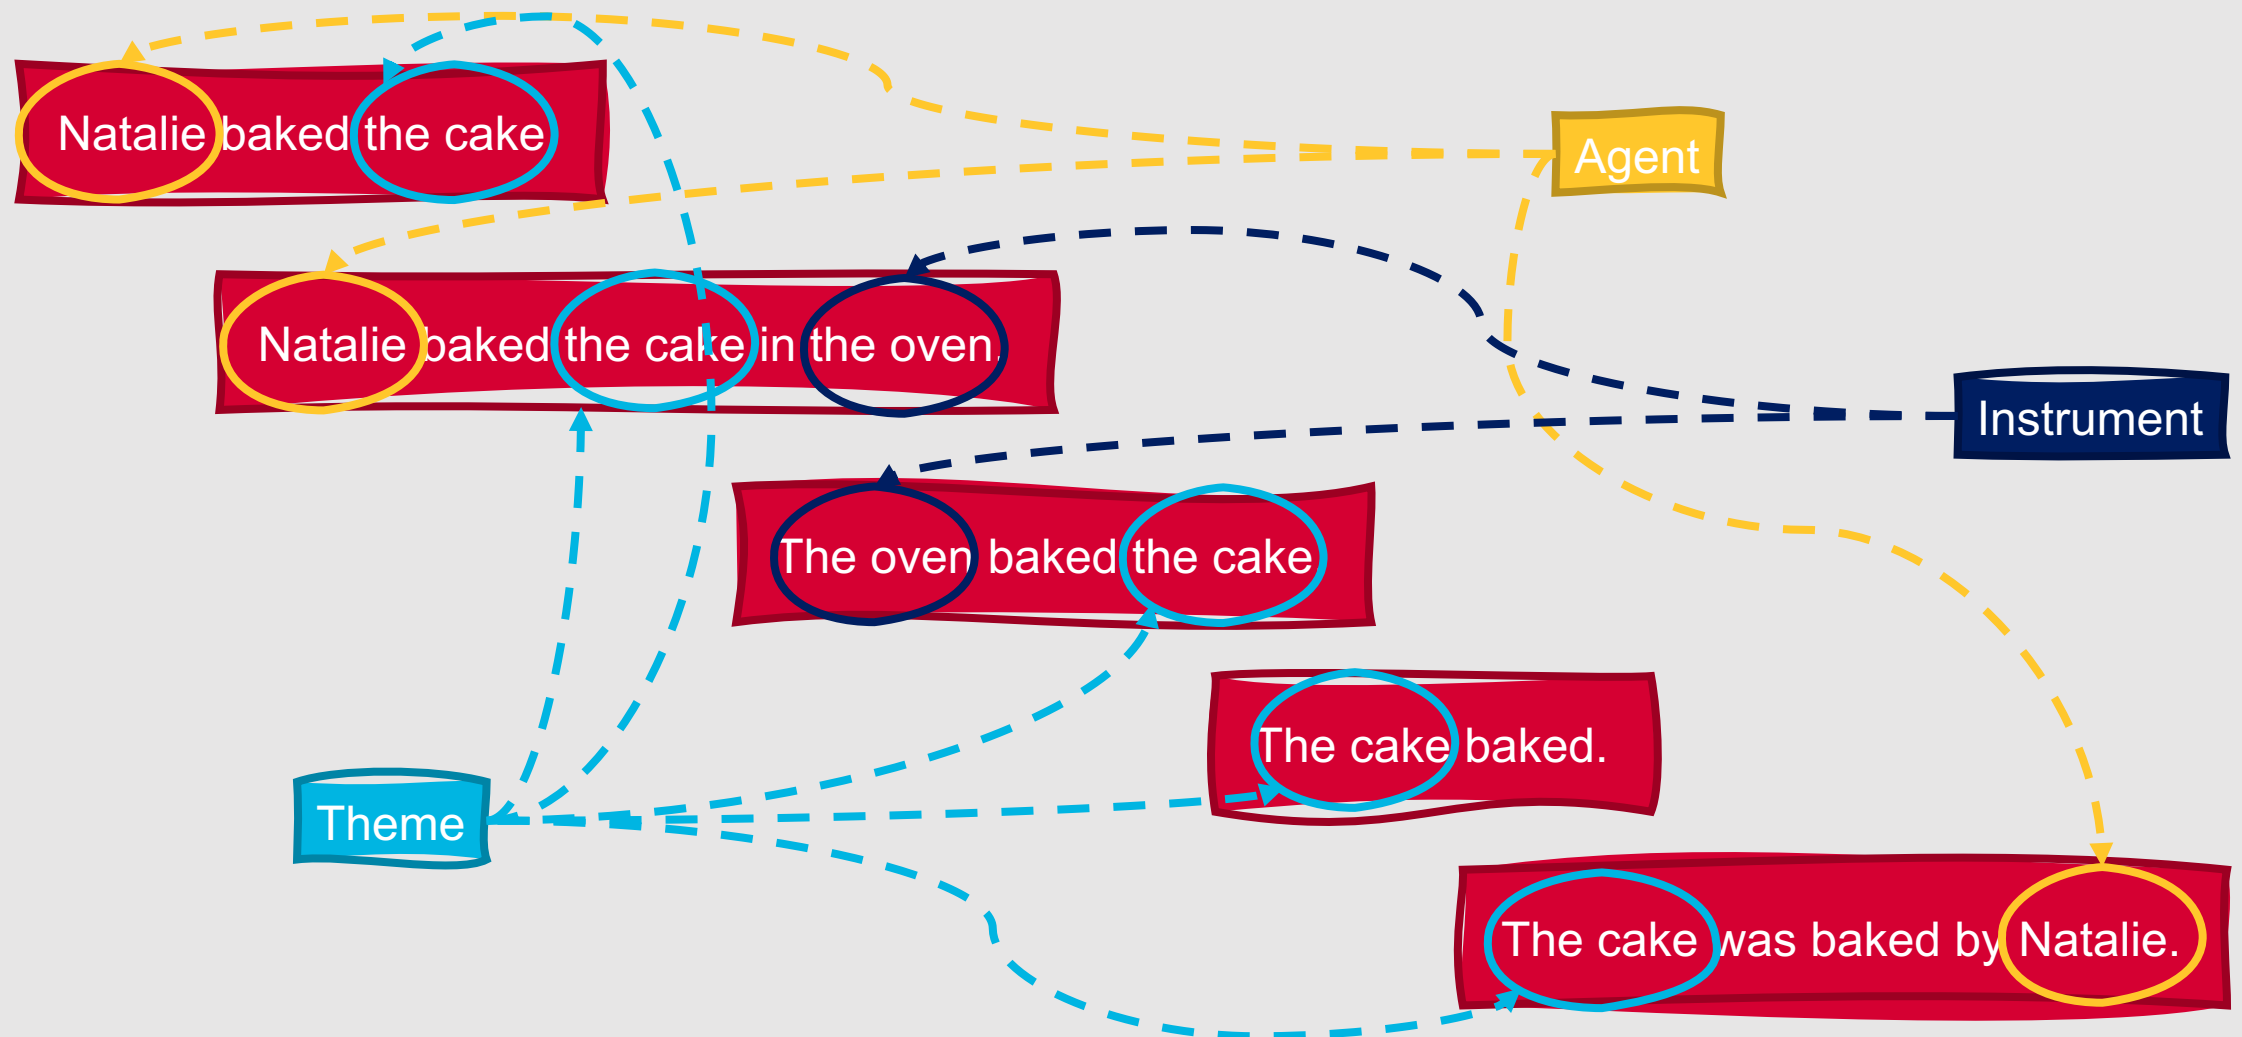 Natalie baked the cake
Agent
Natalie baked the cake in the oven.
Instrument
The oven baked the cake
The cake baked.
Theme
The cake was baked by Natalie.